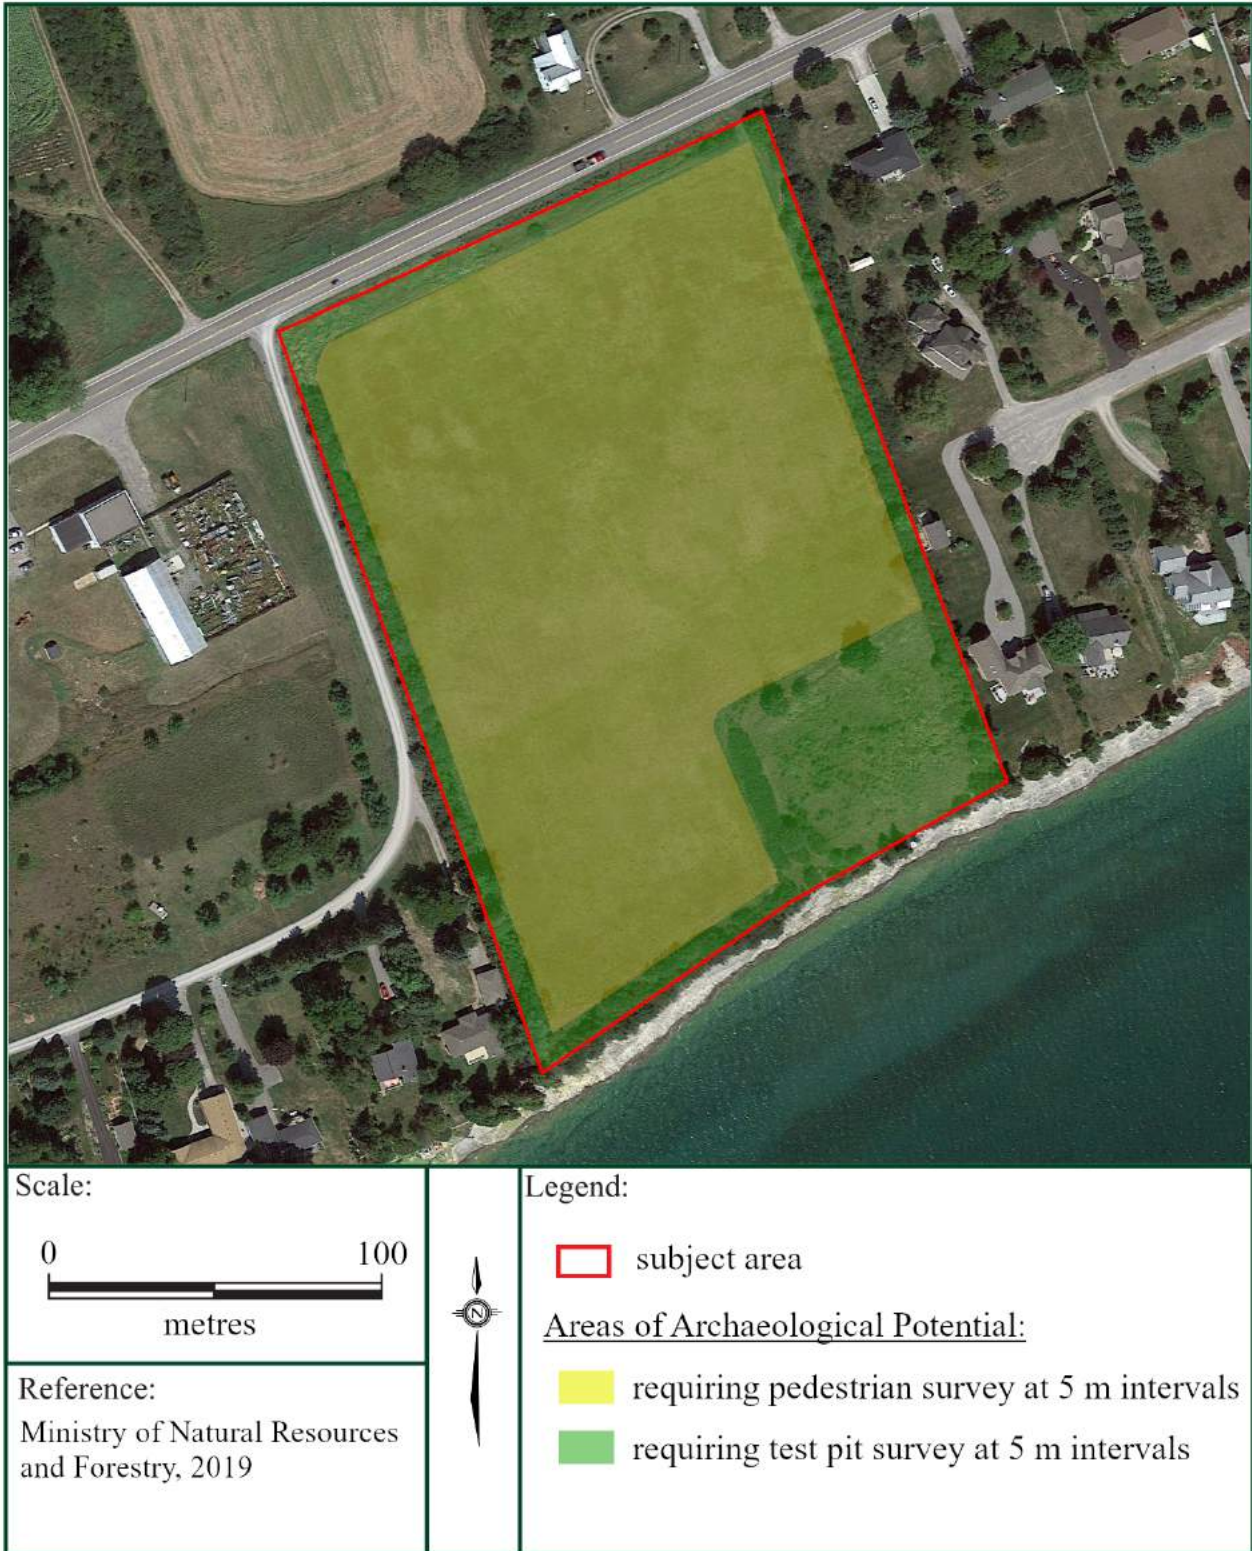 Scale:
0 100
metres
Reference:
Ministry of Natural Resources
and Forestry, 2019
N
Legend:
subject area
Areas of Archaeological Potential:
requiring pedestrian survey at 5 m intervals
requiring test pit survey at 5 m intervals